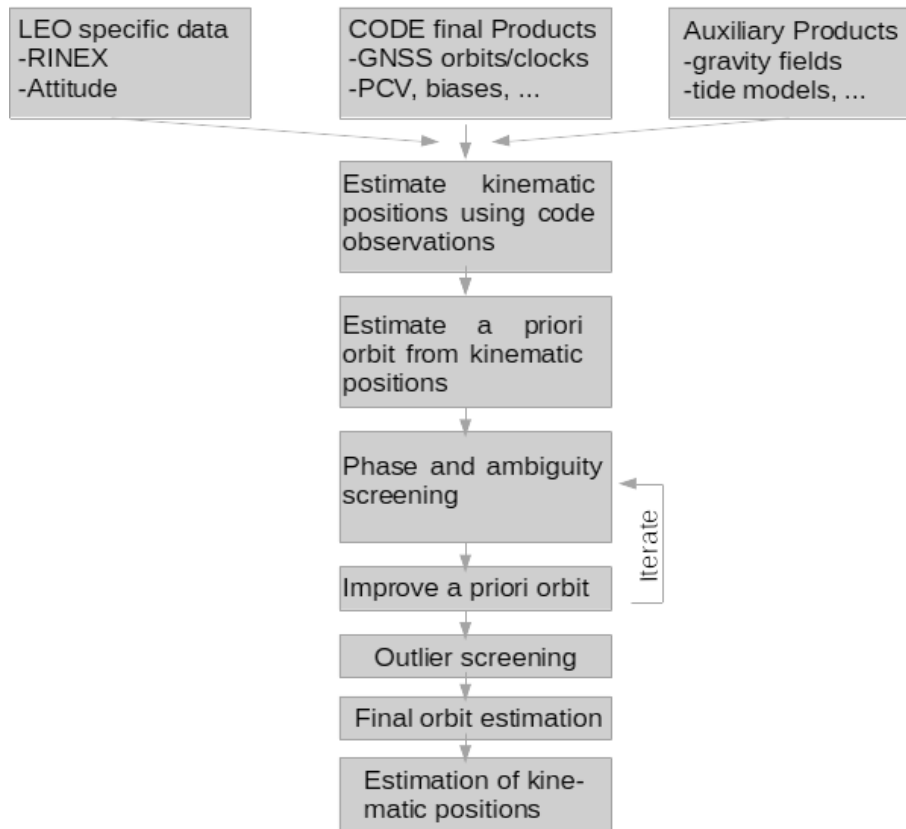 LEO specific data
-RINEX
-Attitude
CODE final Products
-GNSS orbits/clocks
-PCV, biases, ...
Auxiliary Products
-gravity fields
-tide models, ...
Estimate kinematic
positions using code
observations
Estimate a priori
orbit from kinematic
positions
Phase and ambiguity
screening
Iterate
Improve a priori orbit
Outlier screening
Final orbit estimation
Estimation of kine-
matic positions